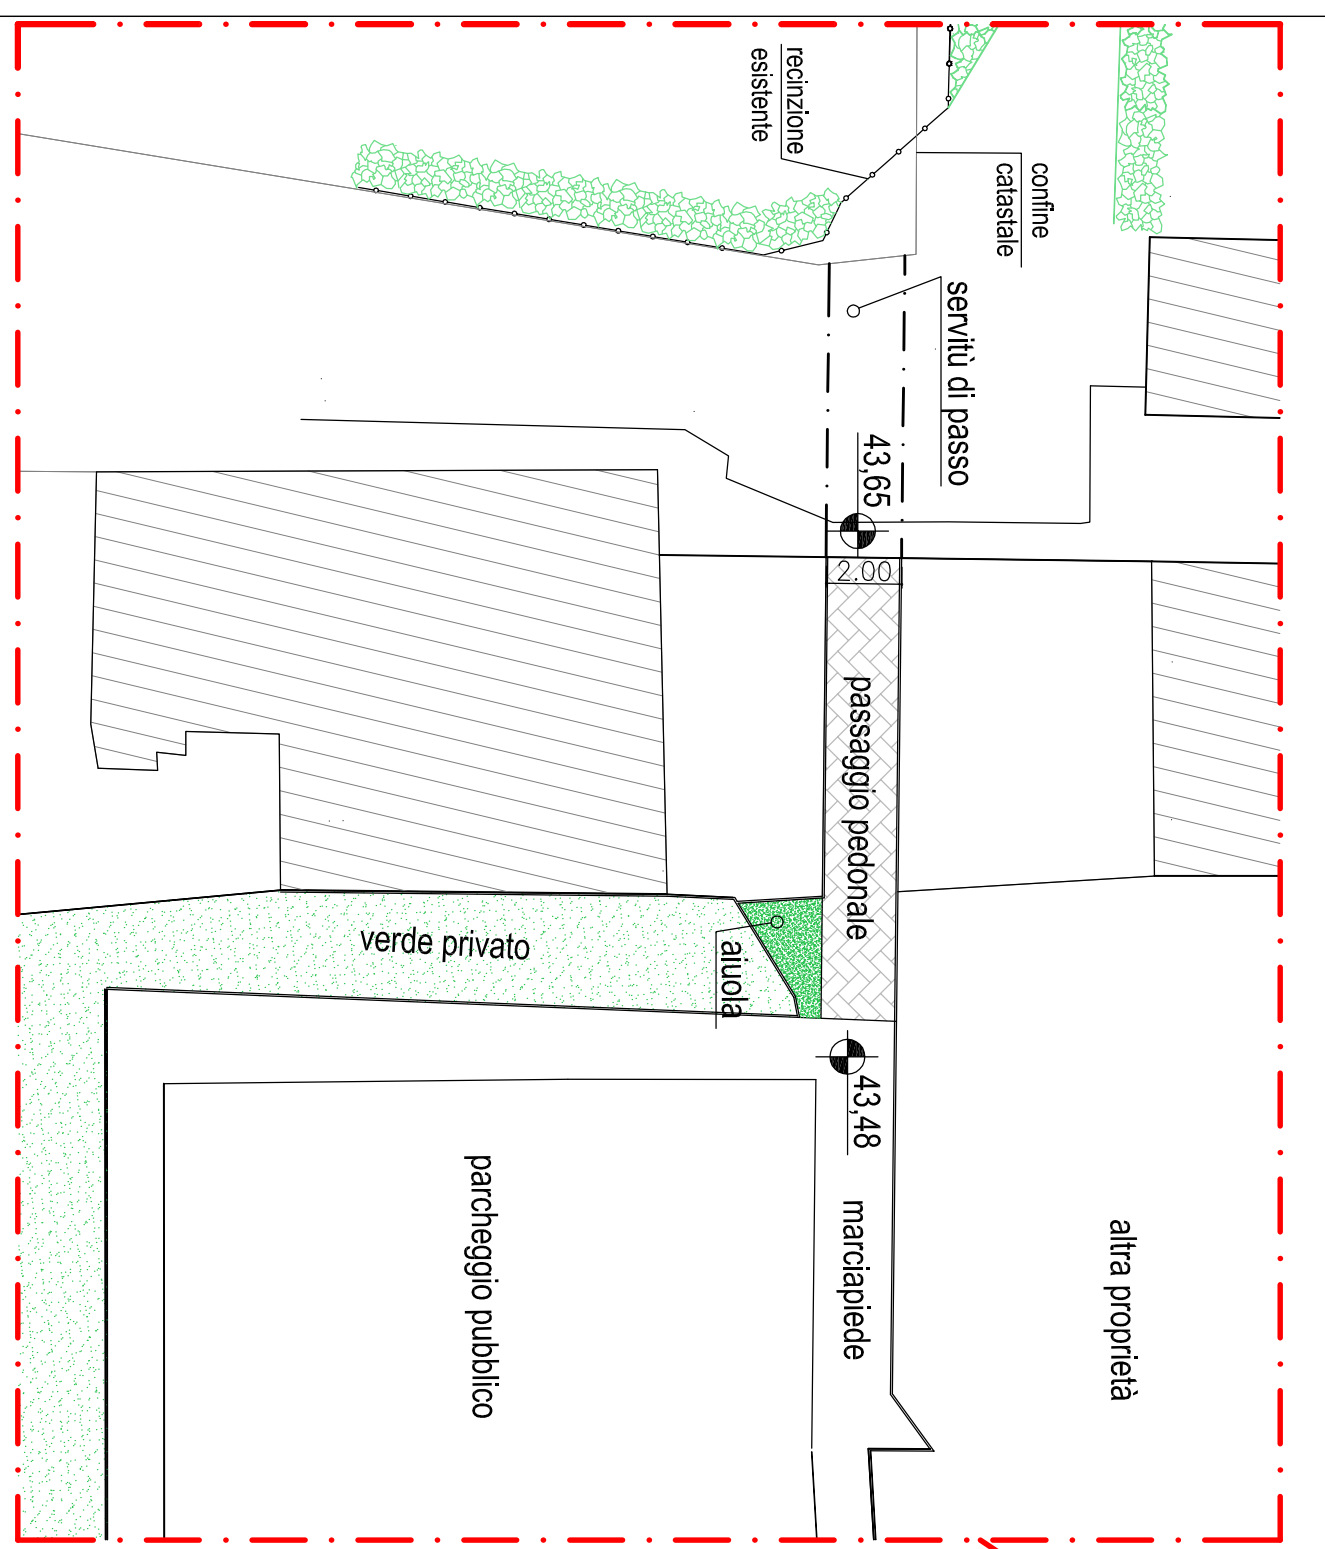 recinzione
esistente
confine
catastale
servitù di passo
43,65
2.00
passaggio pedonale
verde privato
aiuola
43,48
marciapiede
parcheggio pubblico
altra proprietà